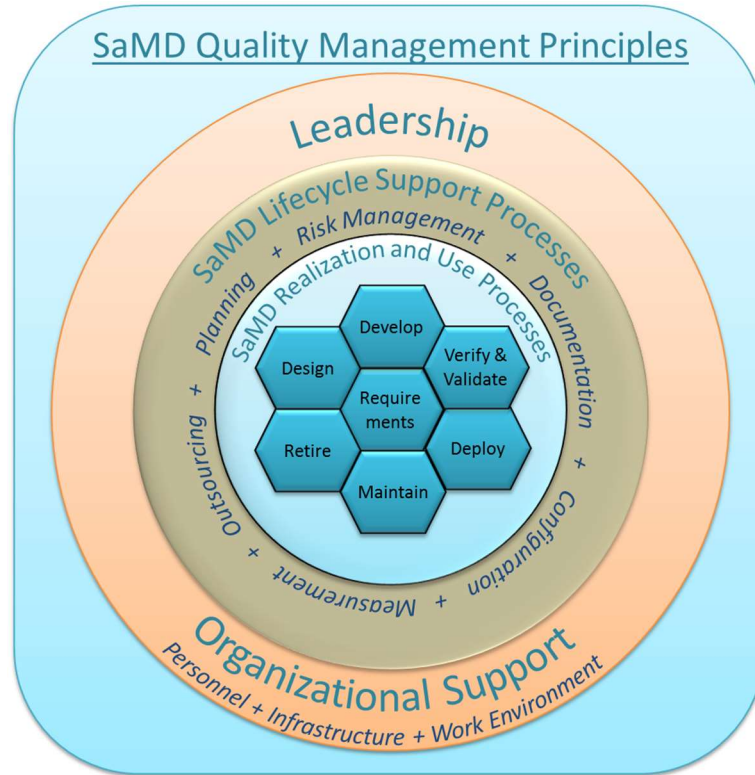 SaMD Quality Management Principles
Leadership
SaMD Lifecycle Support Processes
Outsourcing + Planning + Risk Management + Documentation + Configuration + Measurement +
SaMD Realization and Use Processes
Develop
Design
Verify &
Validate
Require
ments
Retire
Deploy
Maintain
Organizational Support
Personnel + Infrastructure + Work Environment